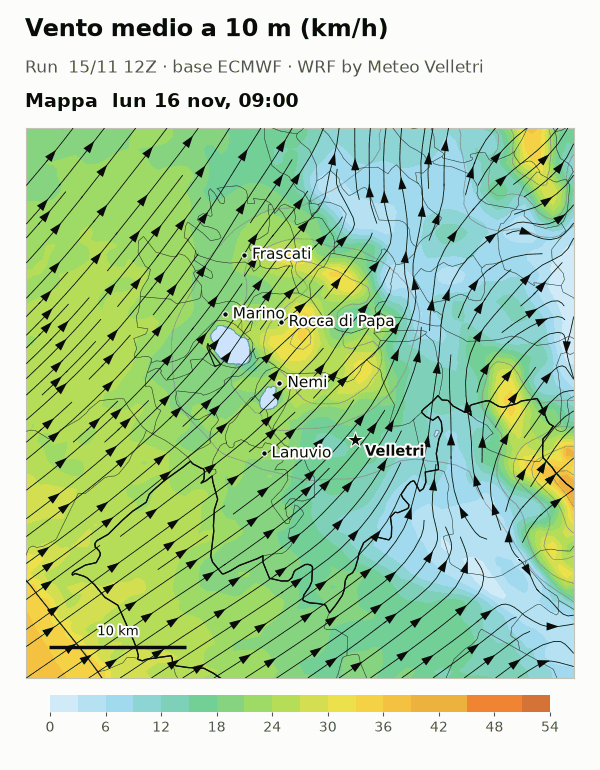 Vento medio a 10 m (km/h)
Run  15/11 12Z · base ECMWF · WRF by Meteo Velletri
Mappa  lun 16 nov, 09:00
Frascati
Marino
Rocca di Papa
Nemi
Velletri
Lanuvio
10 km
0 6 12 18 24 30 36 42 48 54